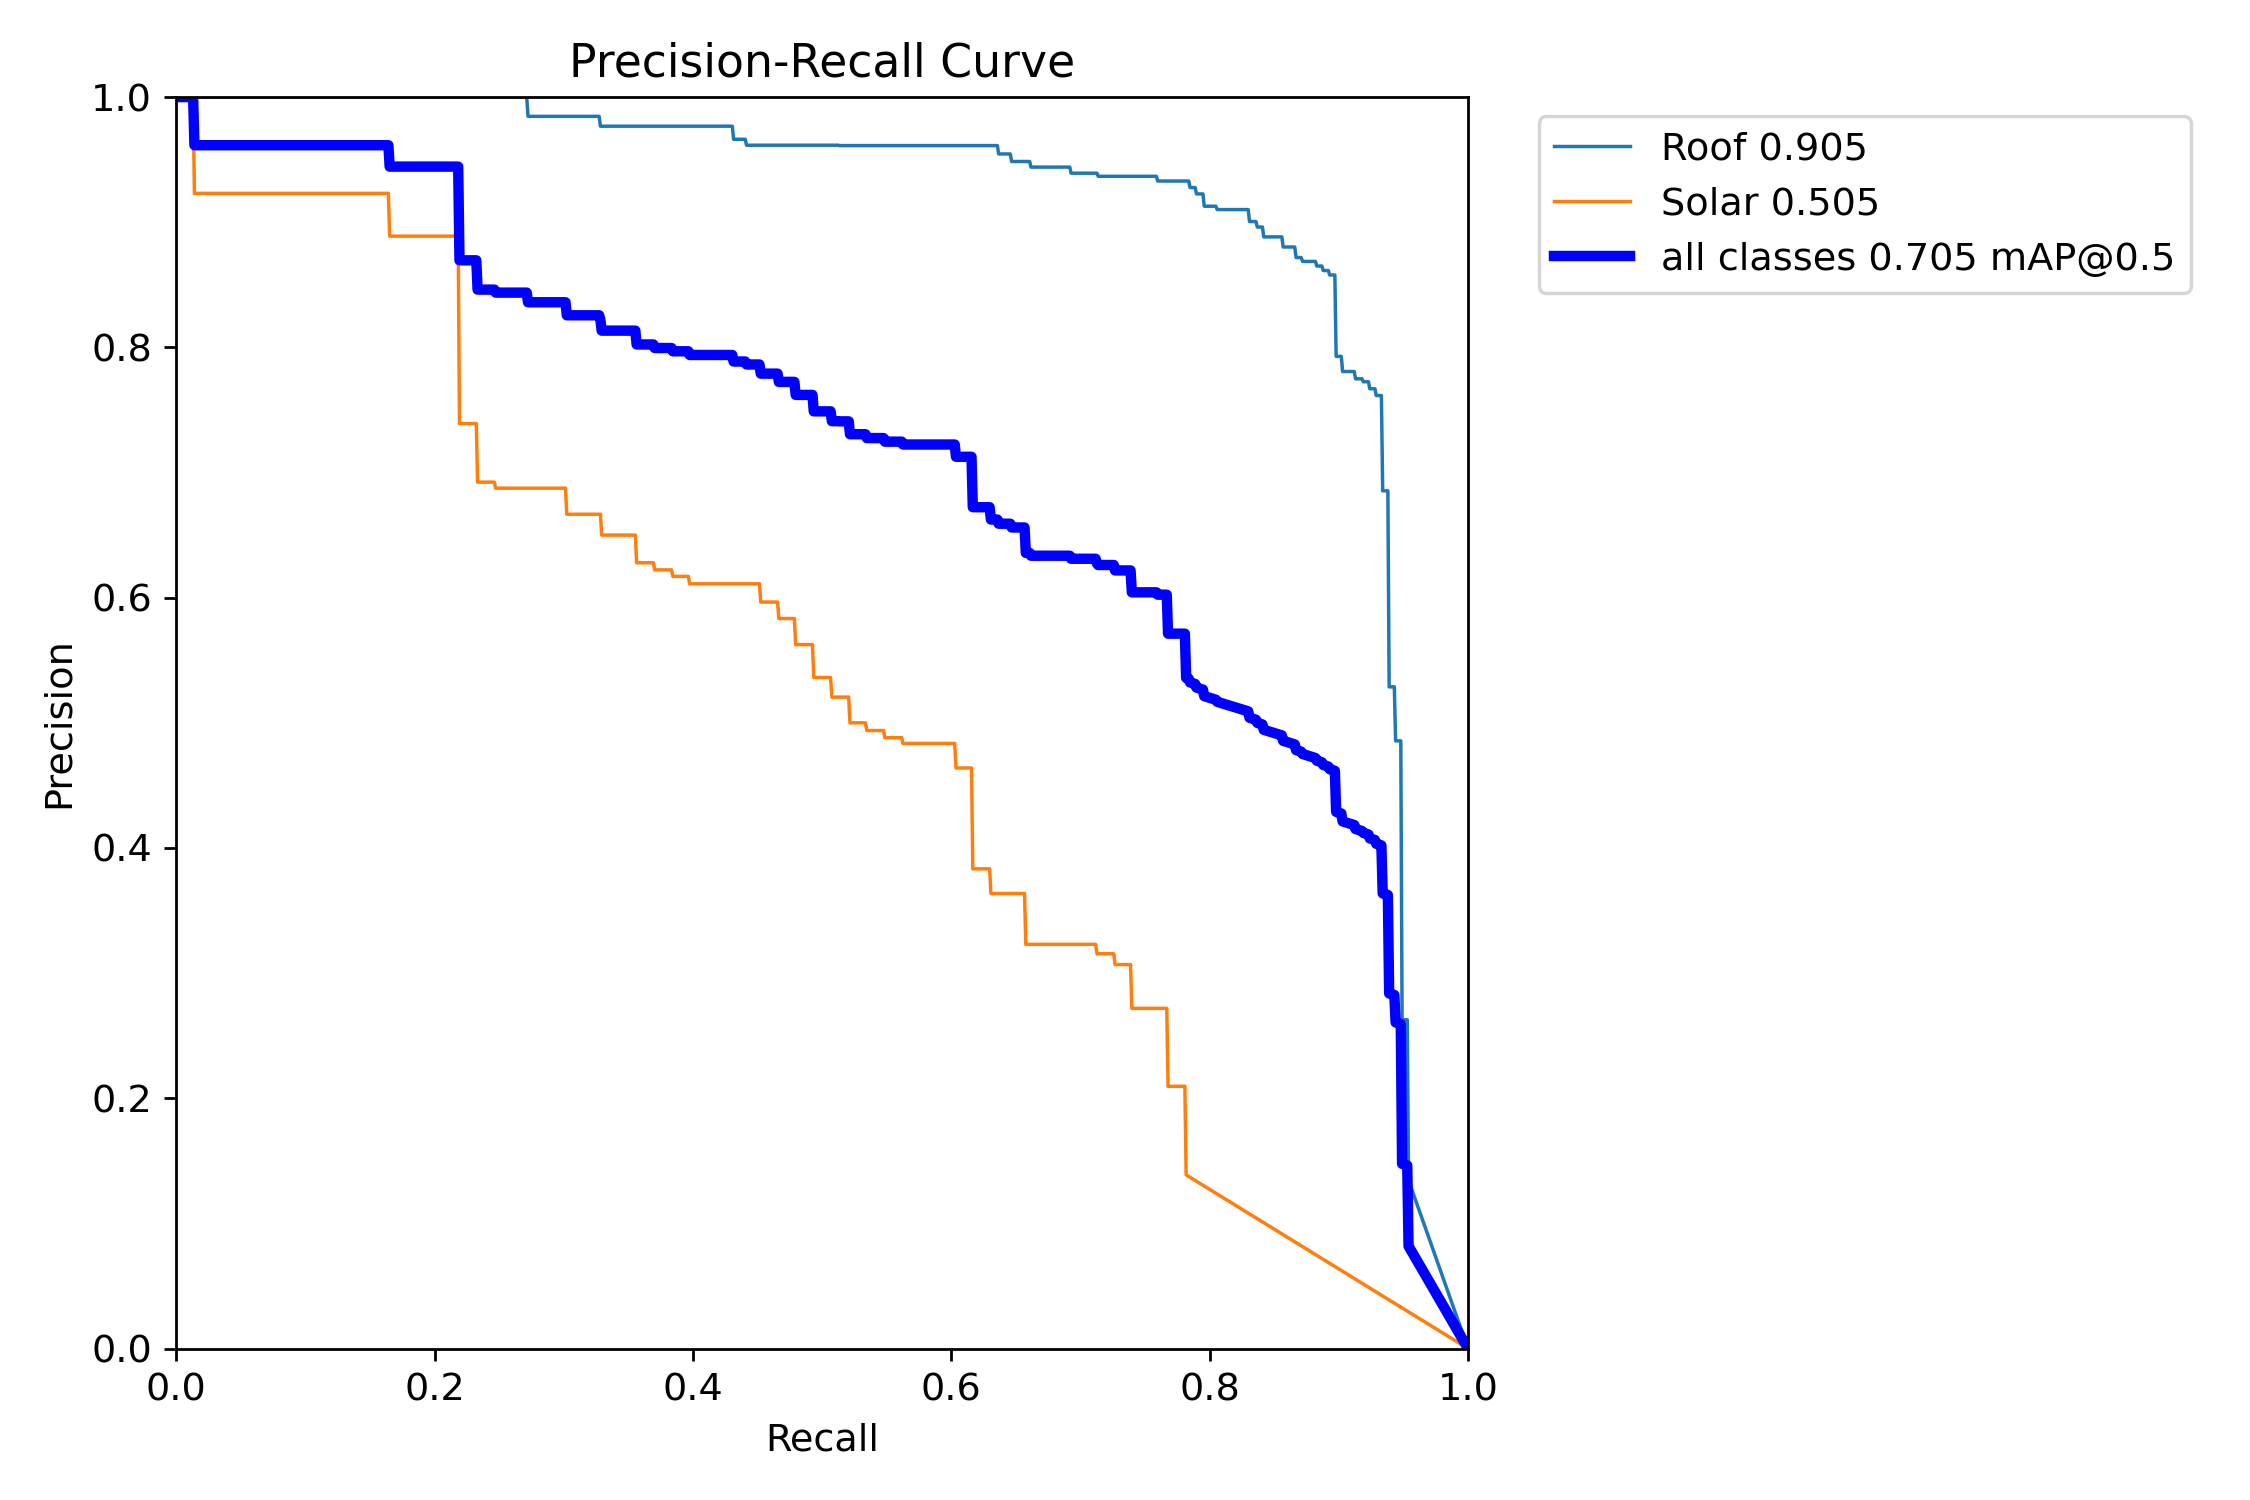 Precision-Recall Curve
1.0
0.8
0.6
0.4
0.2
0.0
Precision
0.0 0.2 0.4 0.6 0.8 1.0
Recall
Roof 0.905
Solar 0.505
all classes 0.705 mAP@0.5